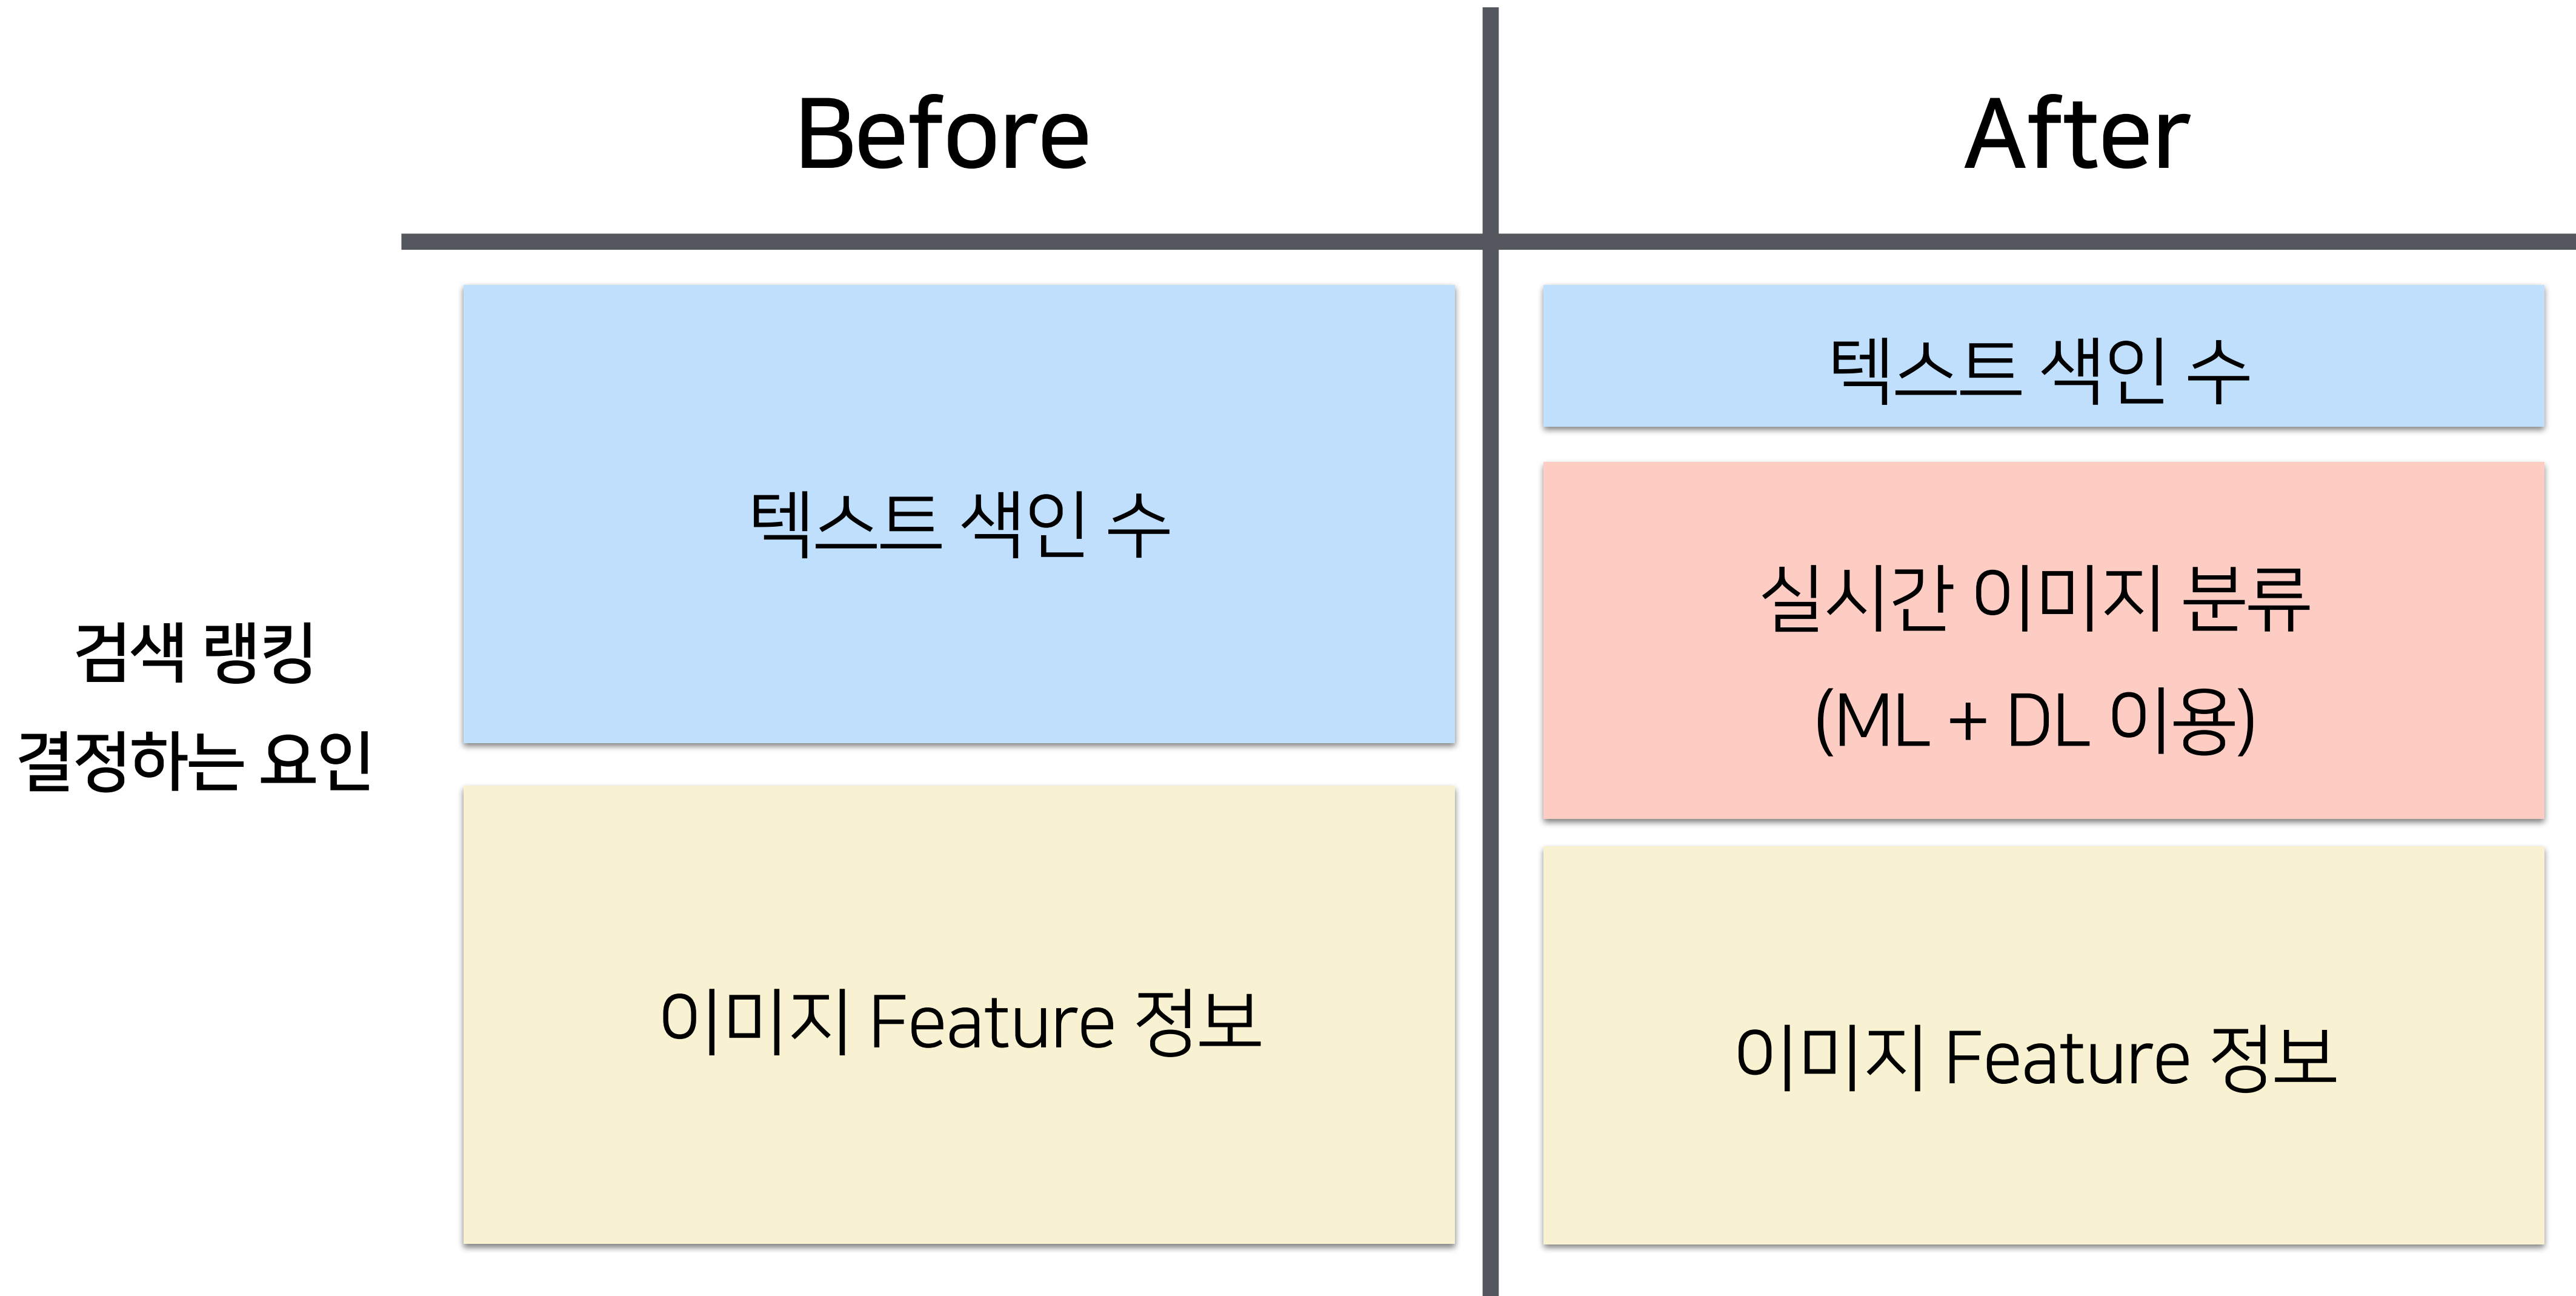 Before
After
검색 랭킹
결정하는 요인
텍스트 색인 수
이미지 Feature 정보
텍스트 색인 수
실시간 이미지 분류
(ML + DL 이용)
이미지 Feature 정보